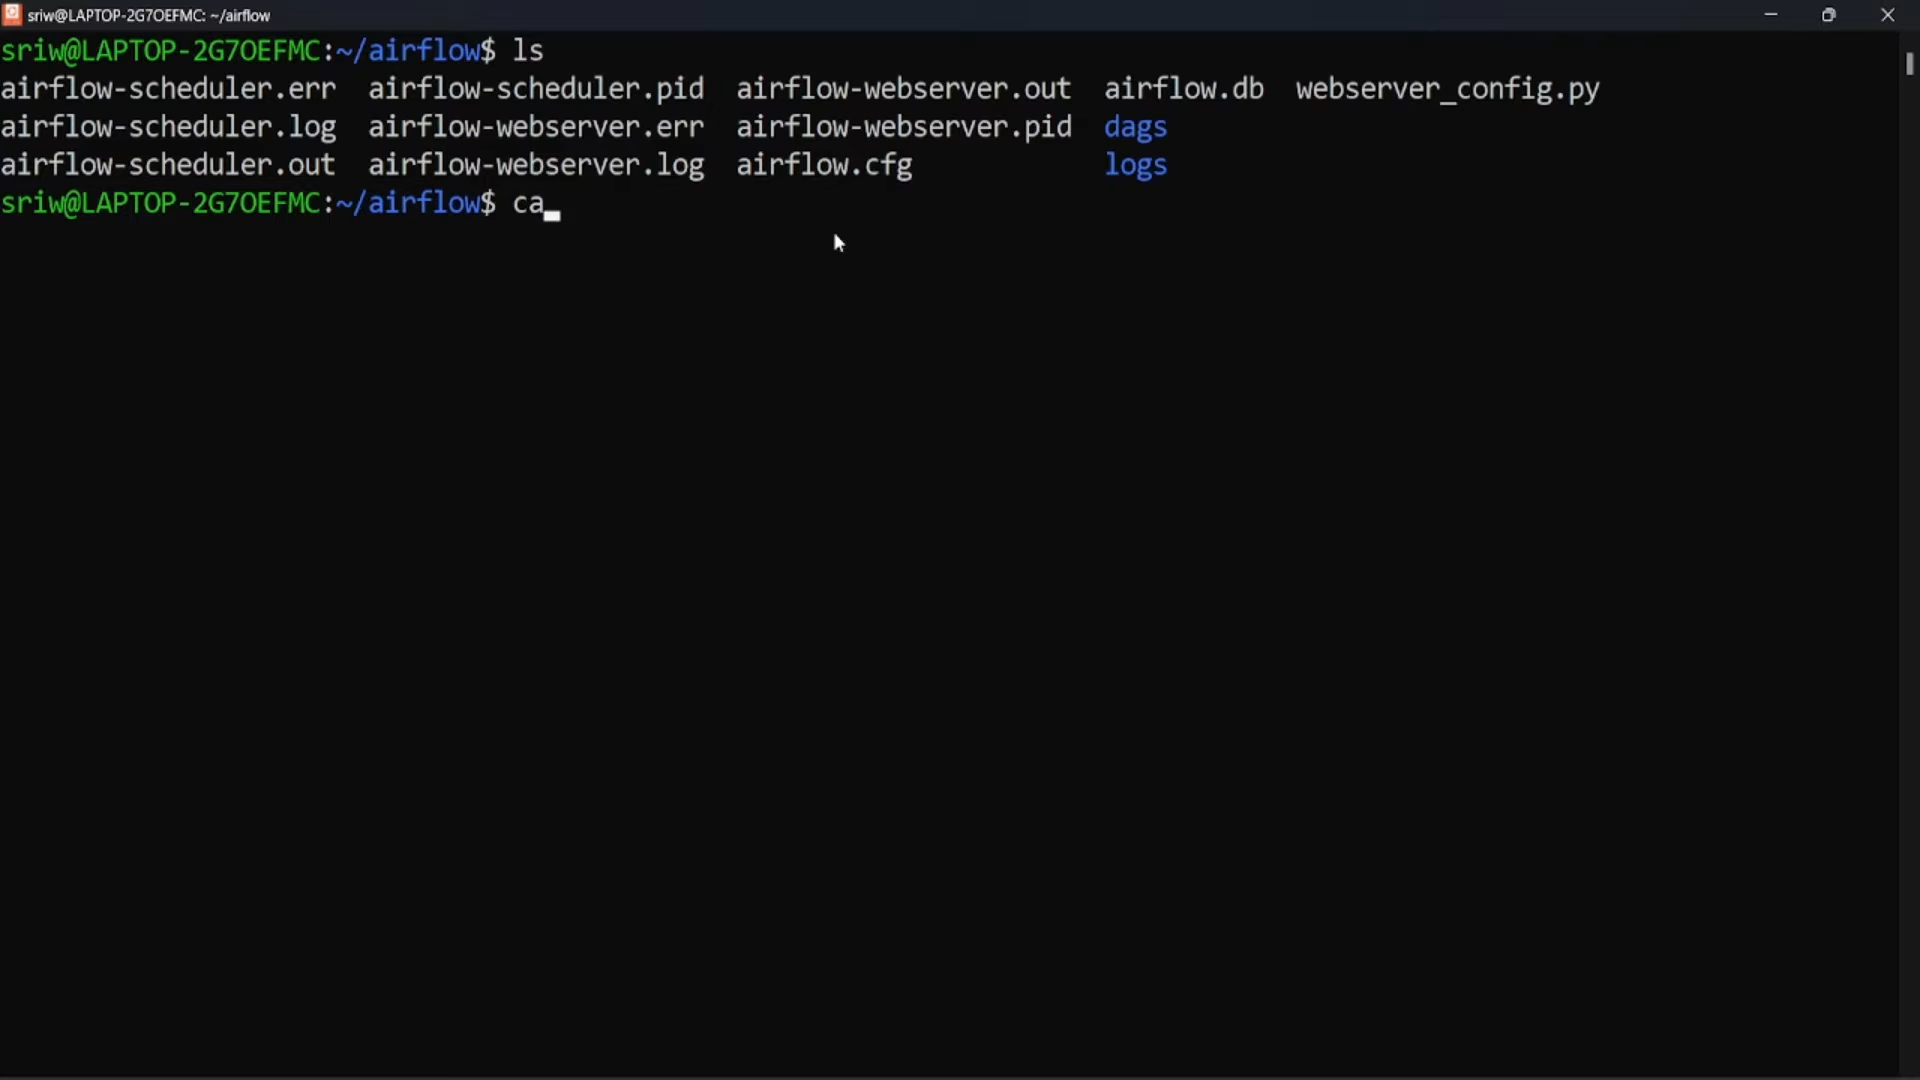 sriw@LAPTOP-2G7OEFMC: ~/airflow
sriw@LAPTOP-2G7OEFMC:~/airflow$ ls
airflow-scheduler.err  airflow-scheduler.pid  airflow-webserver.out  airflow.db  webserver_config.py
airflow-scheduler.log  airflow-webserver.err  airflow-webserver.pid  dags
airflow-scheduler.out  airflow-webserver.log  airflow.cfg            logs
sriw@LAPTOP-2G7OEFMC:~/airflow$ ca